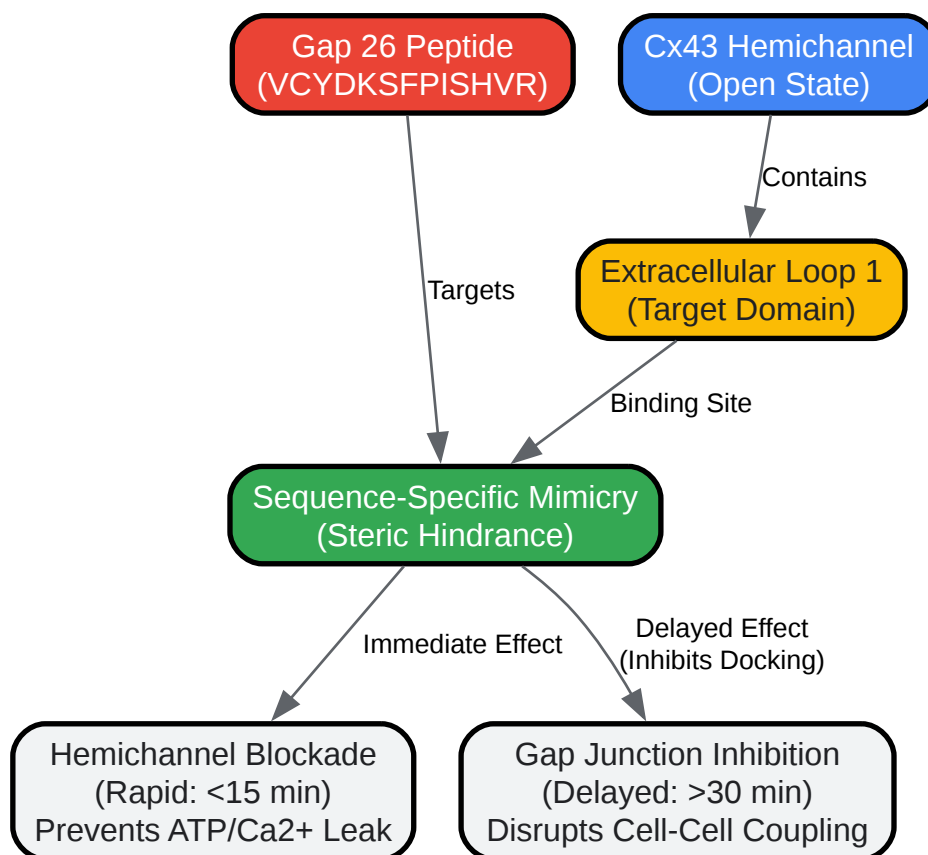 Gap 26 Peptide
(VCYDKSFPISHVR)
Cx43 Hemichannel
(Open State)
Contains
Extracellular Loop 1
(Target Domain)
Targets
Binding Site
Sequence-Specific Mimicry
(Steric Hindrance)
Immediate Effect
Delayed Effect
(Inhibits Docking)
Hemichannel Blockade
(Rapid: <15 min)
Prevents ATP/Ca2+ Leak
Gap Junction Inhibition
(Delayed: >30 min)
Disrupts Cell-Cell Coupling